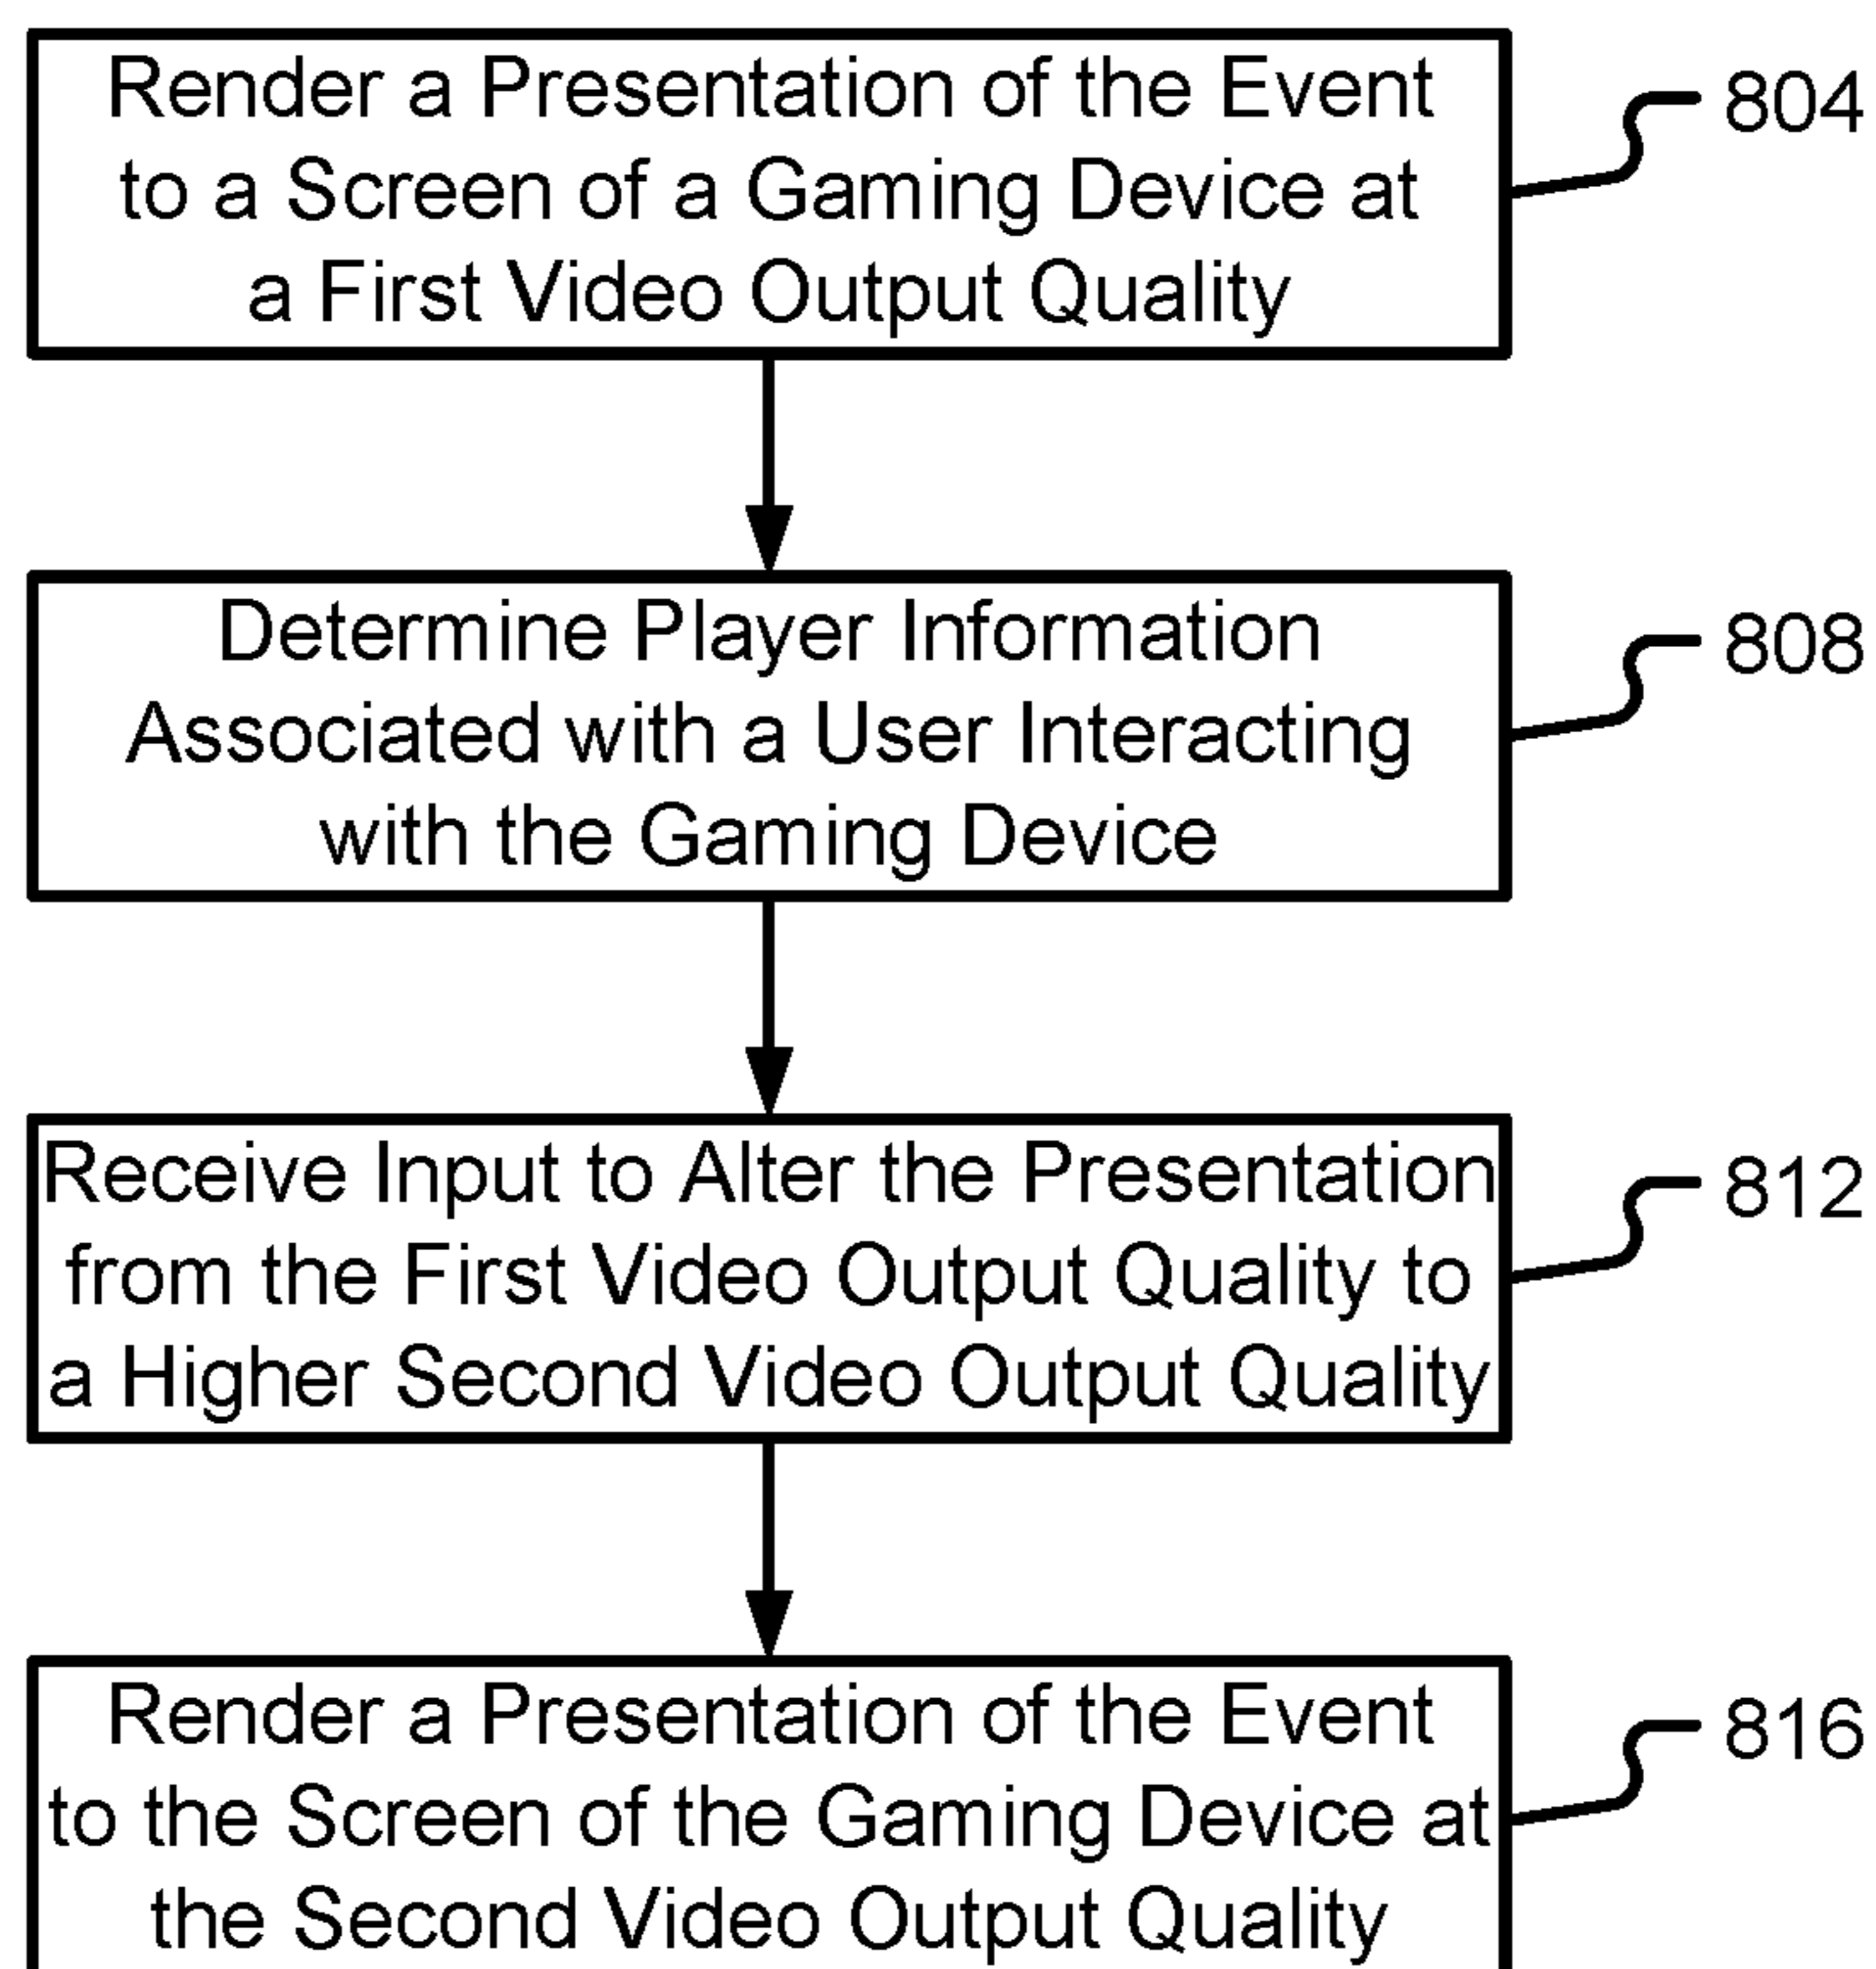 Render a Presentation of the Event
to a Screen of a Gaming Device at
a First Video Output Quality
804
Determine Player Information
Associated with a User Interacting
with the Gaming Device
808
Receive Input to Alter the Presentation
from the First Video Output Quality to
a Higher Second Video Output Quality
812
Render a Presentation of the Event
to the Screen of the Gaming Device at
the Second Video Output Quality
816